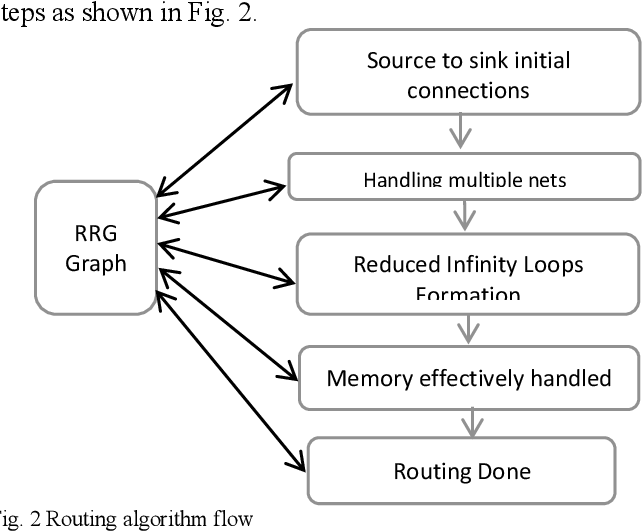 teps as shown in Fig. 2.
Source to sink initial
connections
Handling multiple nets
RRG
Graph
Reduced Infinity Loops
Formation
Memory effectively handled
Routing Done
ig. 2 Routing algorithm flow